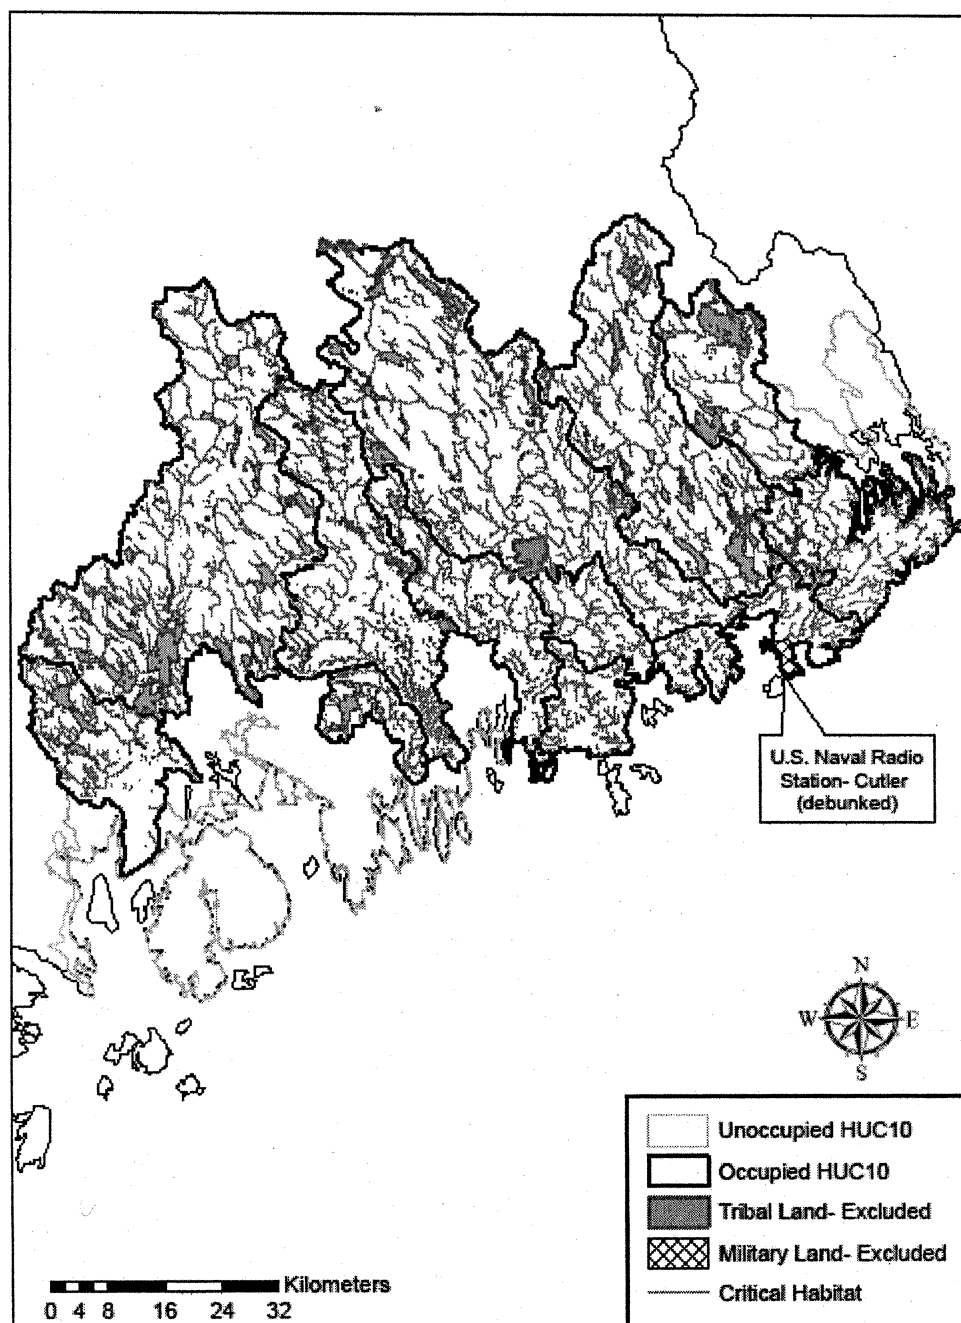 U.S. Naval Radio
Station- Cutler
(debunked)
N
W
E
S
Unoccupied HUC10
Occupied HUC10
Tribal Land- Excluded
Military Land- Excluded
Critical Habitat
Kilometers
0 4 8 16 24 32